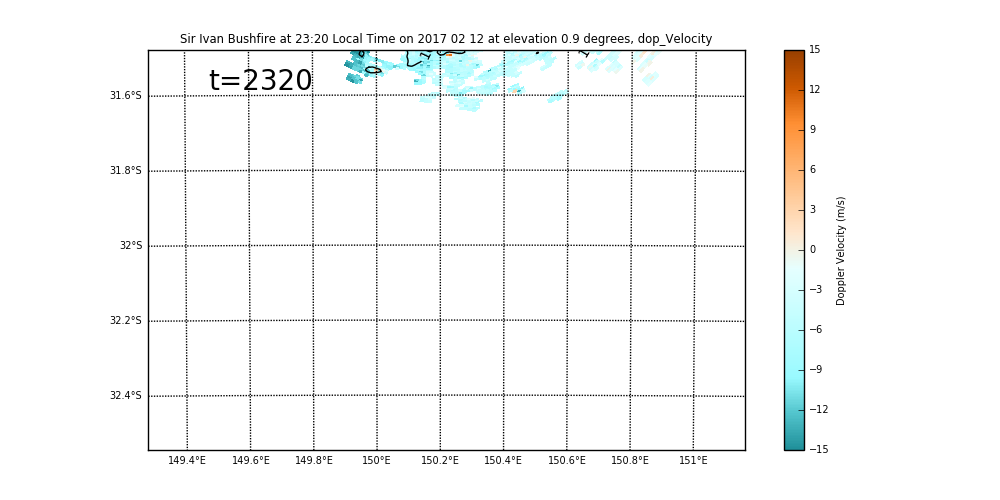 Sir Ivan Bushfire at 23:20 Local Time on 2017 02 12 at elevation 0.9 degrees, dop_Velocity
t=2320
31.6°S
31.8°S
32°S
32.2°S
32.4°S
149.4°E 149.6°E 149.8°E 150°E 150.2°E 150.4°E 150.6°E 150.8°E 151°E
15
12
9
6
3
0
−3
−6
−9
−12
−15
Doppler Velocity (m/s)